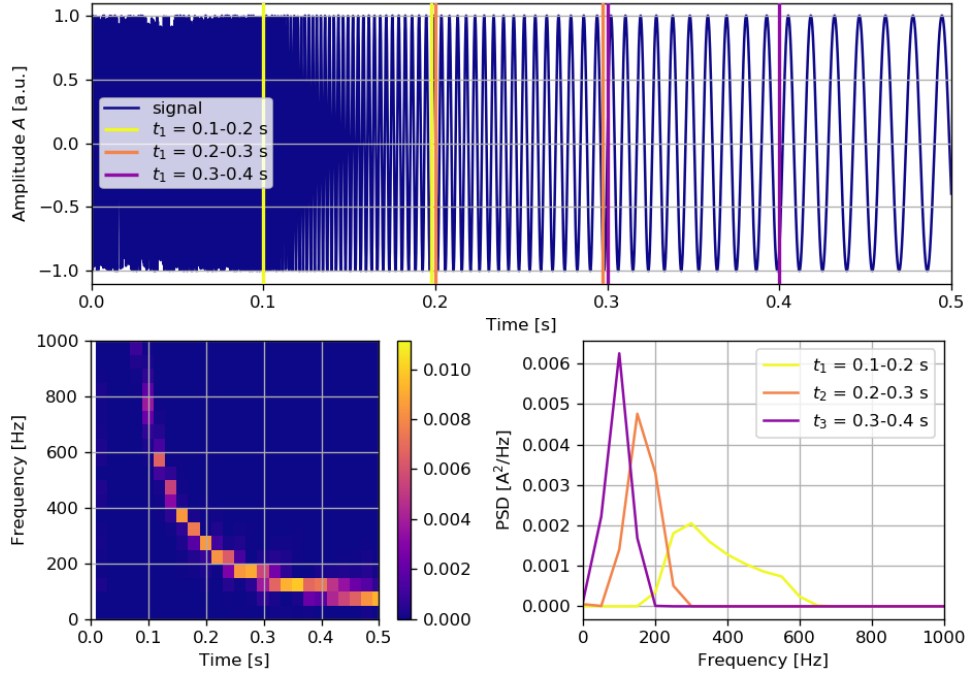 Amplitude A [a.u.]
1.0
0.5
0.0
−0.5
−1.0
signal
t1 = 0.1-0.2 s
t1 = 0.2-0.3 s
t1 = 0.3-0.4 s
0.0 0.1 0.2 0.3 0.4 0.5
Time [s]
Frequency [Hz]
1000
800
600
400
200
0
0.0 0.1 0.2 0.3 0.4 0.5
Time [s]
0.010
0.008
0.006
0.004
0.002
0.000
PSD [A²/Hz]
0.006
0.005
0.004
0.003
0.002
0.001
0.000
t1 = 0.1-0.2 s
t2 = 0.2-0.3 s
t3 = 0.3-0.4 s
0 200 400 600 800 1000
Frequency [Hz]